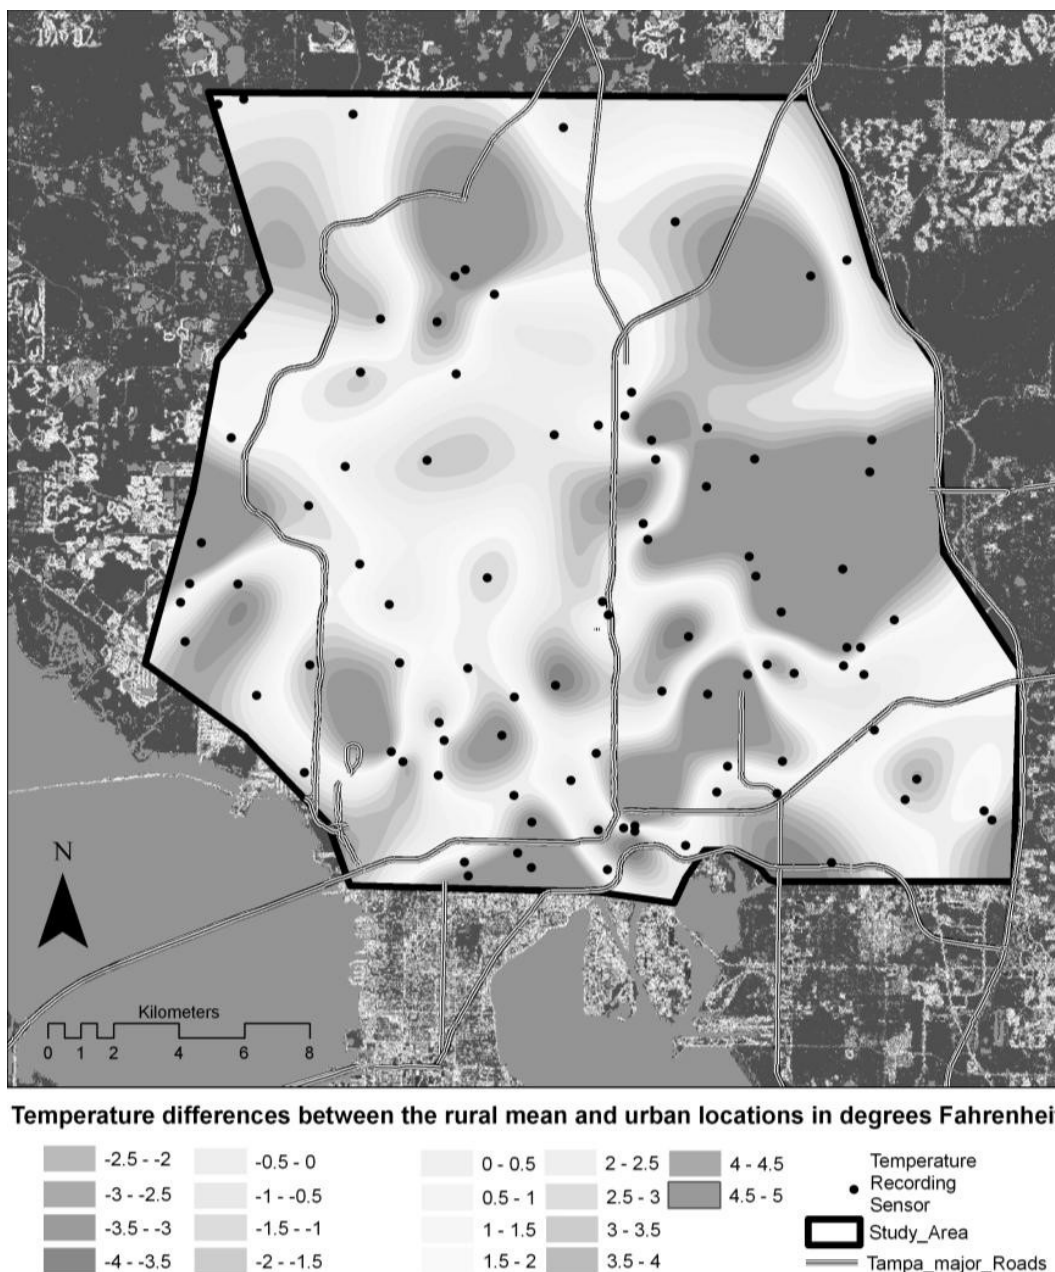 N
Kilometers
0 1 2 4 6 8
Temperature differences between the rural mean and urban locations in degrees Fahrenhei
-2.5 - -2
-3 - -2.5
-3.5 - -3
-4 - -3.5
-0.5 - 0
-1 - -0.5
-1.5 - -1
-2 - -1.5
0 - 0.5
0.5 - 1
1 - 1.5
1.5 - 2
2 - 2.5
2.5 - 3
3 - 3.5
3.5 - 4
4 - 4.5
4.5 - 5
Temperature
Recording
Sensor
Study_Area
Tampa_major_Roads